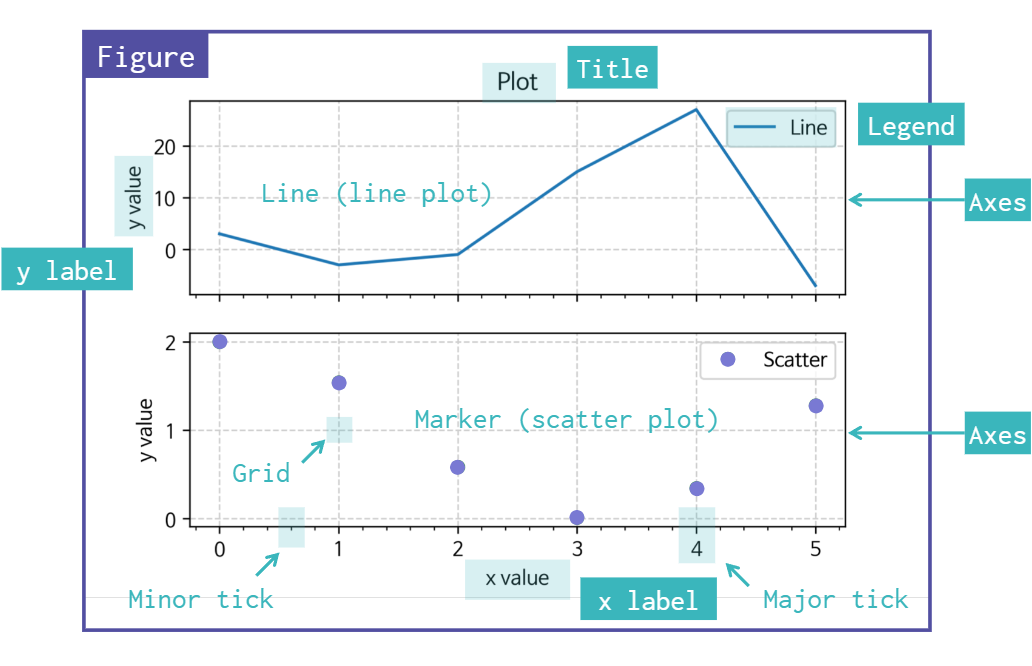 Figure
Plot
Title
Line
Legend
20
10
0
y value
Line (line plot)
Axes
y label
2
1
0
y value
Scatter
Marker (scatter plot)
Axes
Grid
0 1 2 3 4 5
x value
Minor tick
x label
Major tick